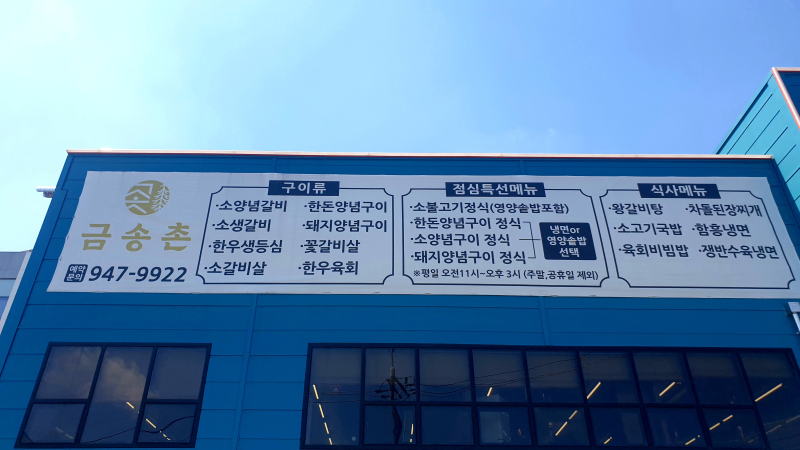 금송촌
예약문의 947-9922
구이류
·소양념갈비 ·한돈양념구이
·소생갈비 ·돼지양념구이
·한우생등심 ·꽃갈비살
·소갈비살 ·한우육회
점심특선메뉴
·소불고기정식(영양솥밥포함)
·한돈양념구이 정식
·소양념구이 정식
·돼지양념구이 정식
냉면or
영양솥밥
선택
※평일 오전11시~오후 3시 (주말,공휴일 제외)
식사메뉴
·왕갈비탕 ·차돌된장찌개
·소고기국밥 ·함흥냉면
·육회비빔밥 ·쟁반수육냉면